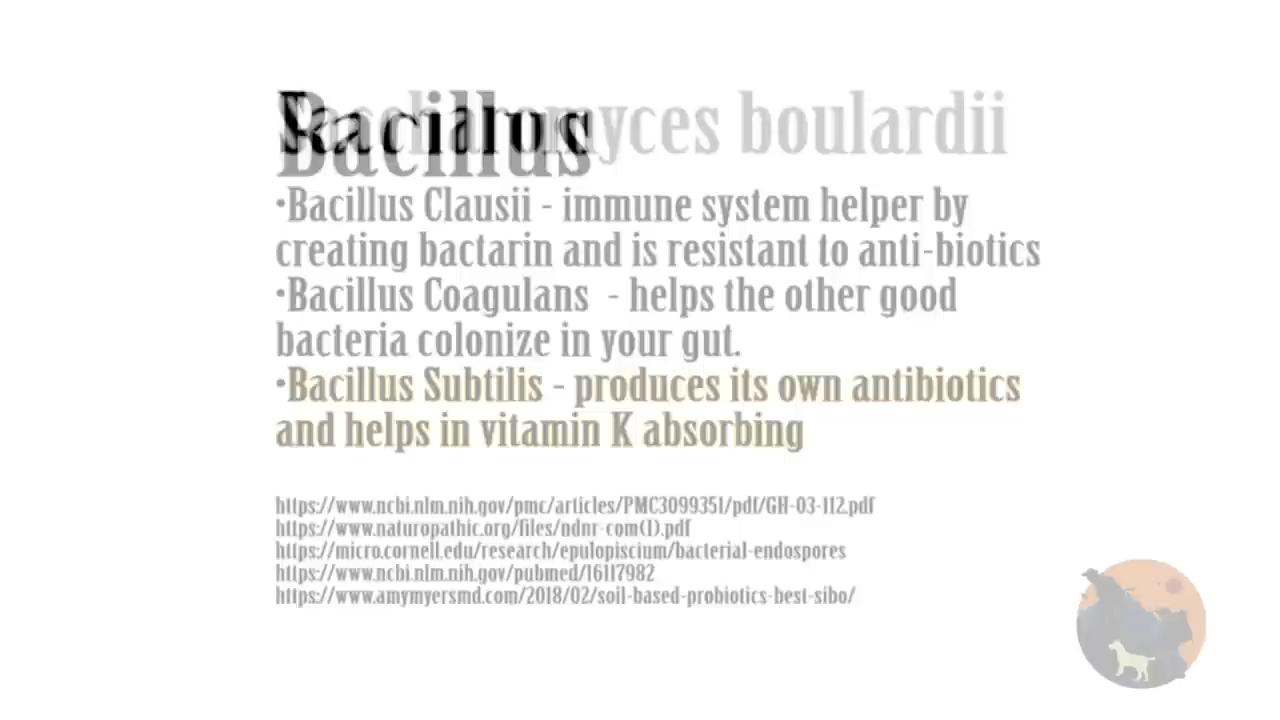 Saccharomyces boulardii
Bacillus
•Bacillus Clausii - immune system helper by
creating bactarin and is resistant to anti-biotics
•Bacillus Coagulans - helps the other good
bacteria colonize in your gut.
•Bacillus Subtilis - produces its own antibiotics
and helps in vitamin K absorbing
https://www.ncbi.nlm.nih.gov/pmc/articles/PMC3099351/pdf/GH-03-112.pdf
https://www.naturopathic.org/files/ndnr-com(1).pdf
https://micro.cornell.edu/research/epulopiscium/bacterial-endospores
https://www.ncbi.nlm.nih.gov/pubmed/16117982
https://www.amymyersmd.com/2018/02/soil-based-probiotics-best-sibo/